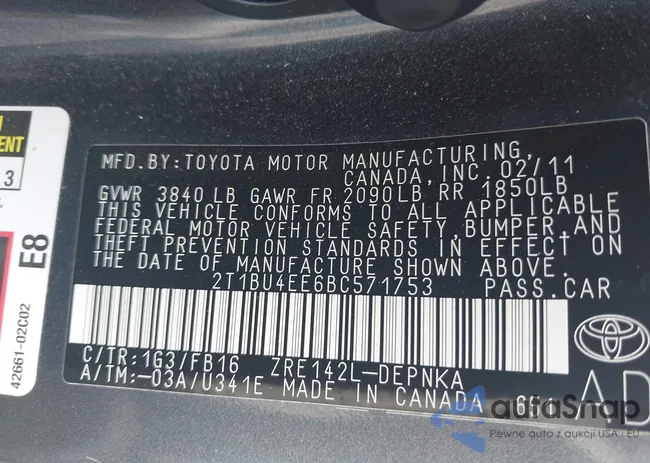 MFD.BY:TOYOTA MOTOR MANUFACTURING,
CANADA,INC. 02/11
GVWR 3840 LB GAWR FR 2090LB, RR 1850LB
THIS VEHICLE CONFORMS TO ALL APPLICABLE
FEDERAL MOTOR VEHICLE SAFETY,BUMPER,AND
THEFT PREVENTION STANDARDS IN EFFECT ON
THE DATE OF MANUFACTURE SHOWN ABOVE.
2T1BU4EE6BC571753 PASS.CAR
C/TR:1G3/FB16 ZRE142L-DEPNKA
A/TM:-03A/U341E MADE IN CANADA
AD
E8
42661-02C02
autoSnap
Pewne auto z aukcji USA i EU